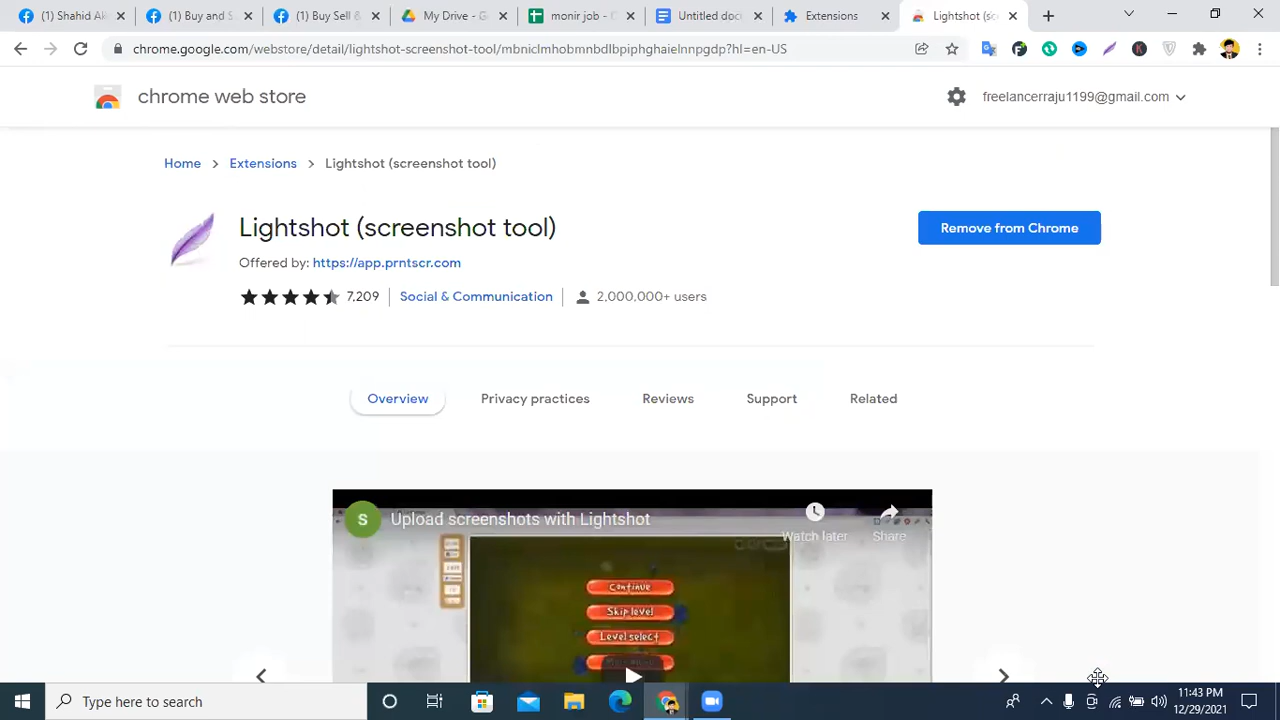 (1) Shahid Ak
(1) Buy and S
(1) Buy Sell &
My Drive - G
monir job - G
Untitled docu
Extensions
Lightshot (scr
chrome.google.com/webstore/detail/lightshot-screenshot-tool/mbniclmhobmnbdlbpiphghaielnnpgdp?hl=en-US
chrome web store
freelancerraju1199@gmail.com
Home > Extensions > Lightshot (screenshot tool)
Lightshot (screenshot tool)
Remove from Chrome
Offered by: https://app.prntscr.com
7,209 | Social & Communication | 2,000,000+ users
Overview
Privacy practices
Reviews
Support
Related
S
Upload screenshots with Lightshot
Watch later
Share
Continue
Skip level
Level select
Type here to search
11:43 PM
12/29/2021